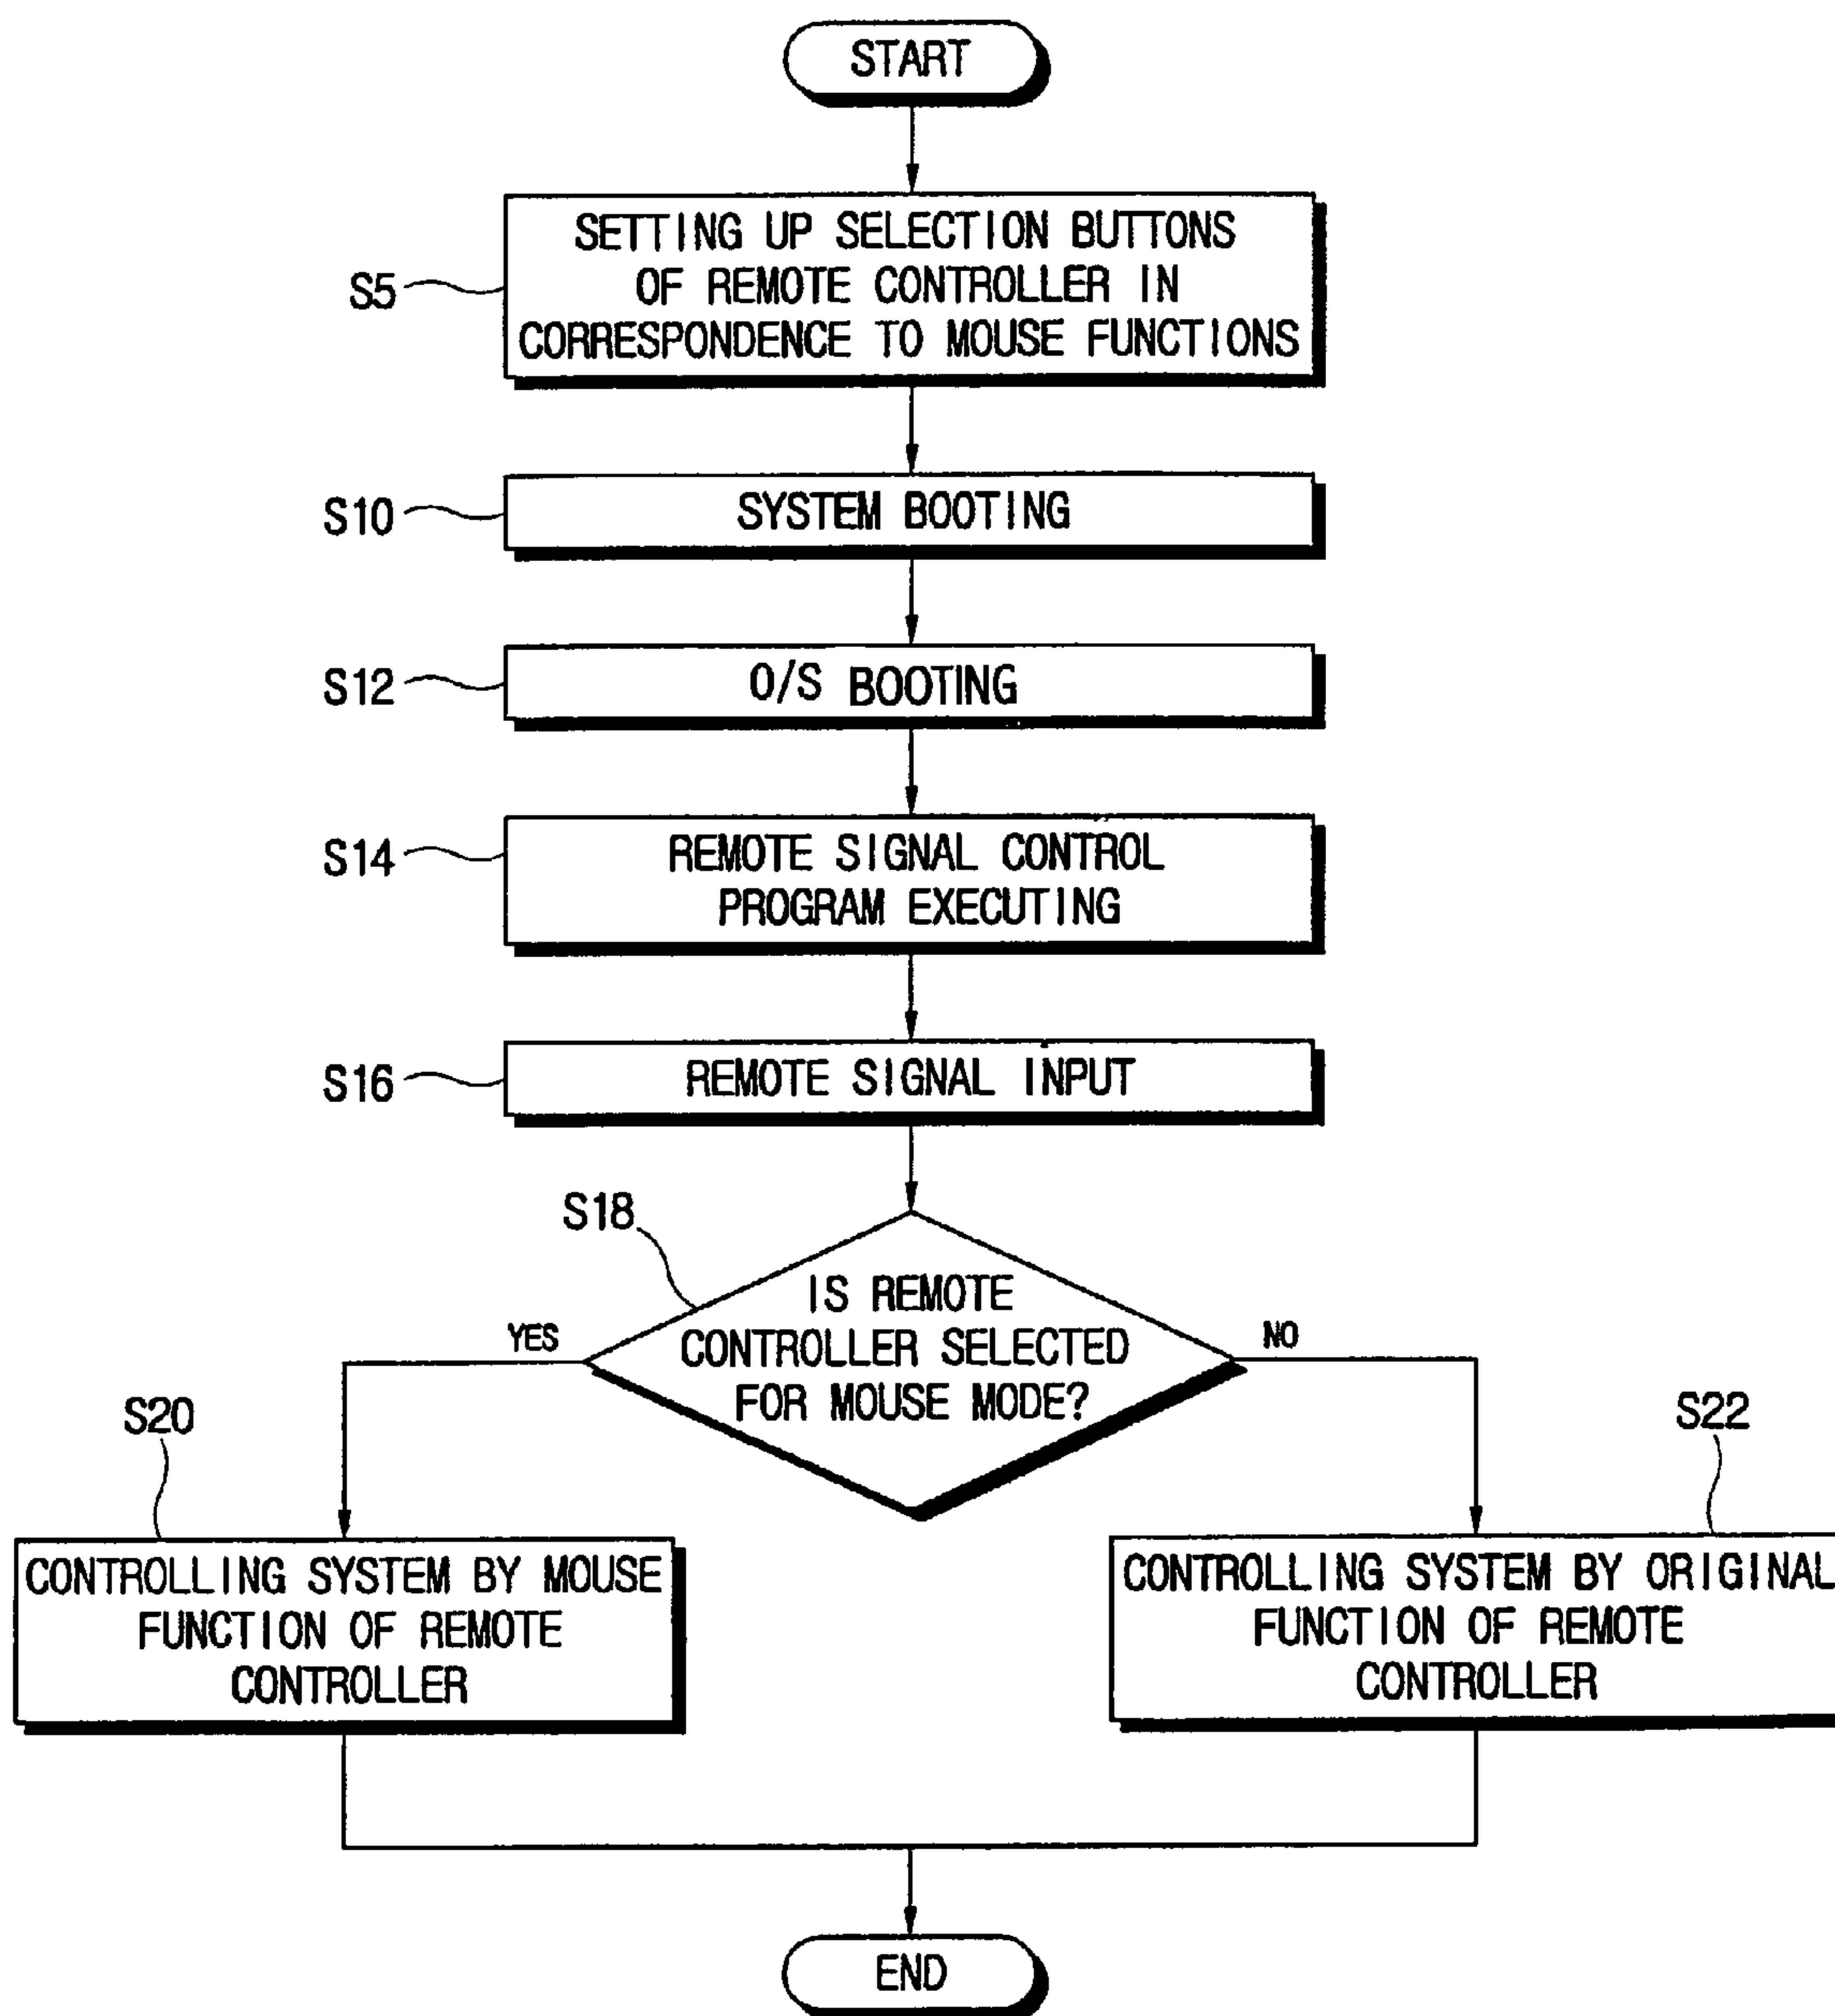 START
S5
SETTING UP SELECTION BUTTONS
OF REMOTE CONTROLLER IN
CORRESPONDENCE TO MOUSE FUNCTIONS
S10
SYSTEM BOOTING
S12
O/S BOOTING
S14
REMOTE SIGNAL CONTROL
PROGRAM EXECUTING
S16
REMOTE SIGNAL INPUT
S18
IS REMOTE
CONTROLLER SELECTED
FOR MOUSE MODE?
YES
NO
S20
CONTROLLING SYSTEM BY MOUSE
FUNCTION OF REMOTE
CONTROLLER
S22
CONTROLLING SYSTEM BY ORIGINAL
FUNCTION OF REMOTE
CONTROLLER
END